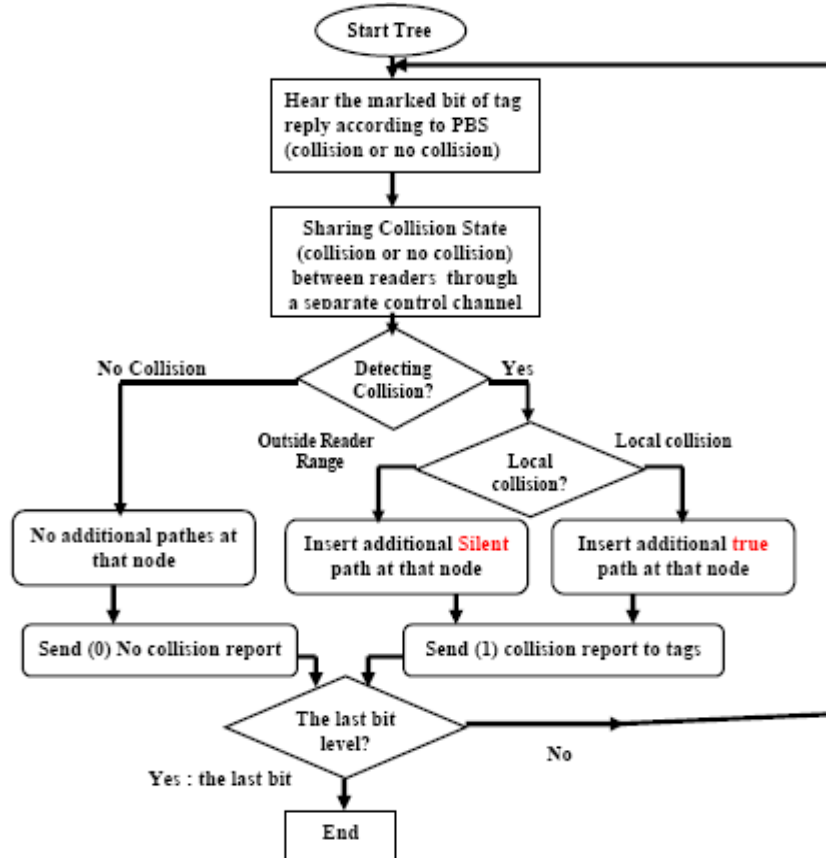 Start Tree
Hear the marked bit of tag
reply according to PBS
(collision or no collision)
Sharing Collision State
(collision or no collision)
between readers through
a separate control channel
No Collision
Detecting
Collision?
Yes
Outside Reader
Range
Local
collision?
Local collision
No additional pathes at
that node
Insert additional Silent
path at that node
Insert additional true
path at that node
Send (0) No collision report
Send (1) collision report to tags
The last bit
level?
No
Yes : the last bit
End